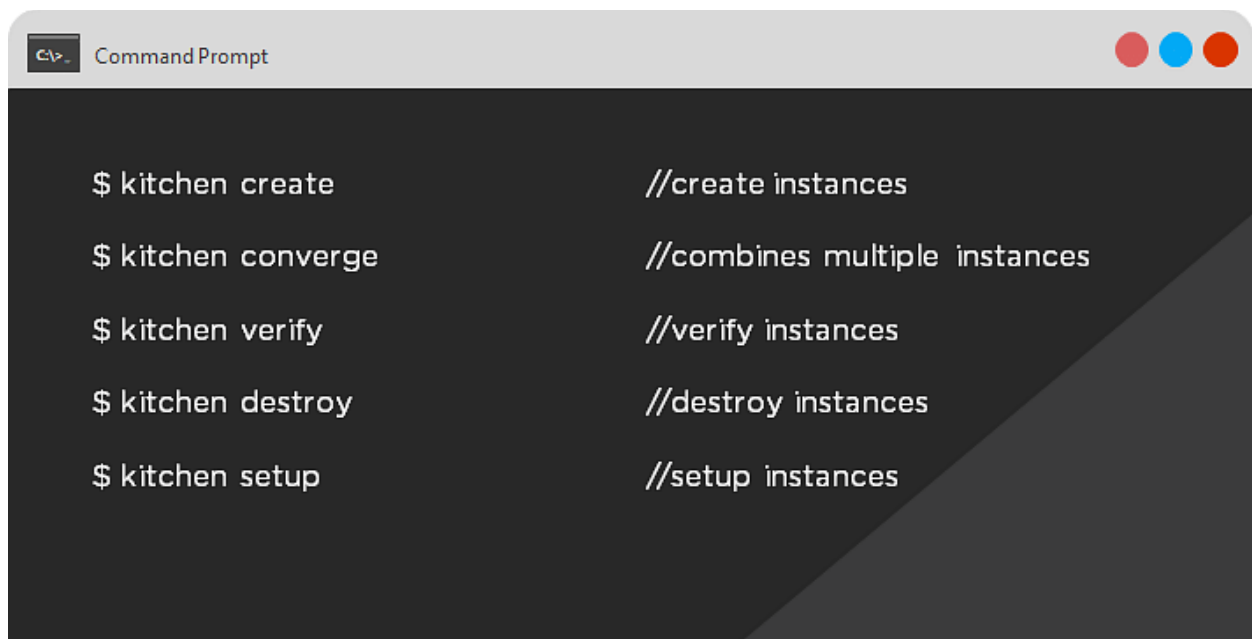 C:\>_ Command Prompt
$ kitchen create //create instances
$ kitchen converge //combines multiple instances
$ kitchen verify //verify instances
$ kitchen destroy //destroy instances
$ kitchen setup //setup instances